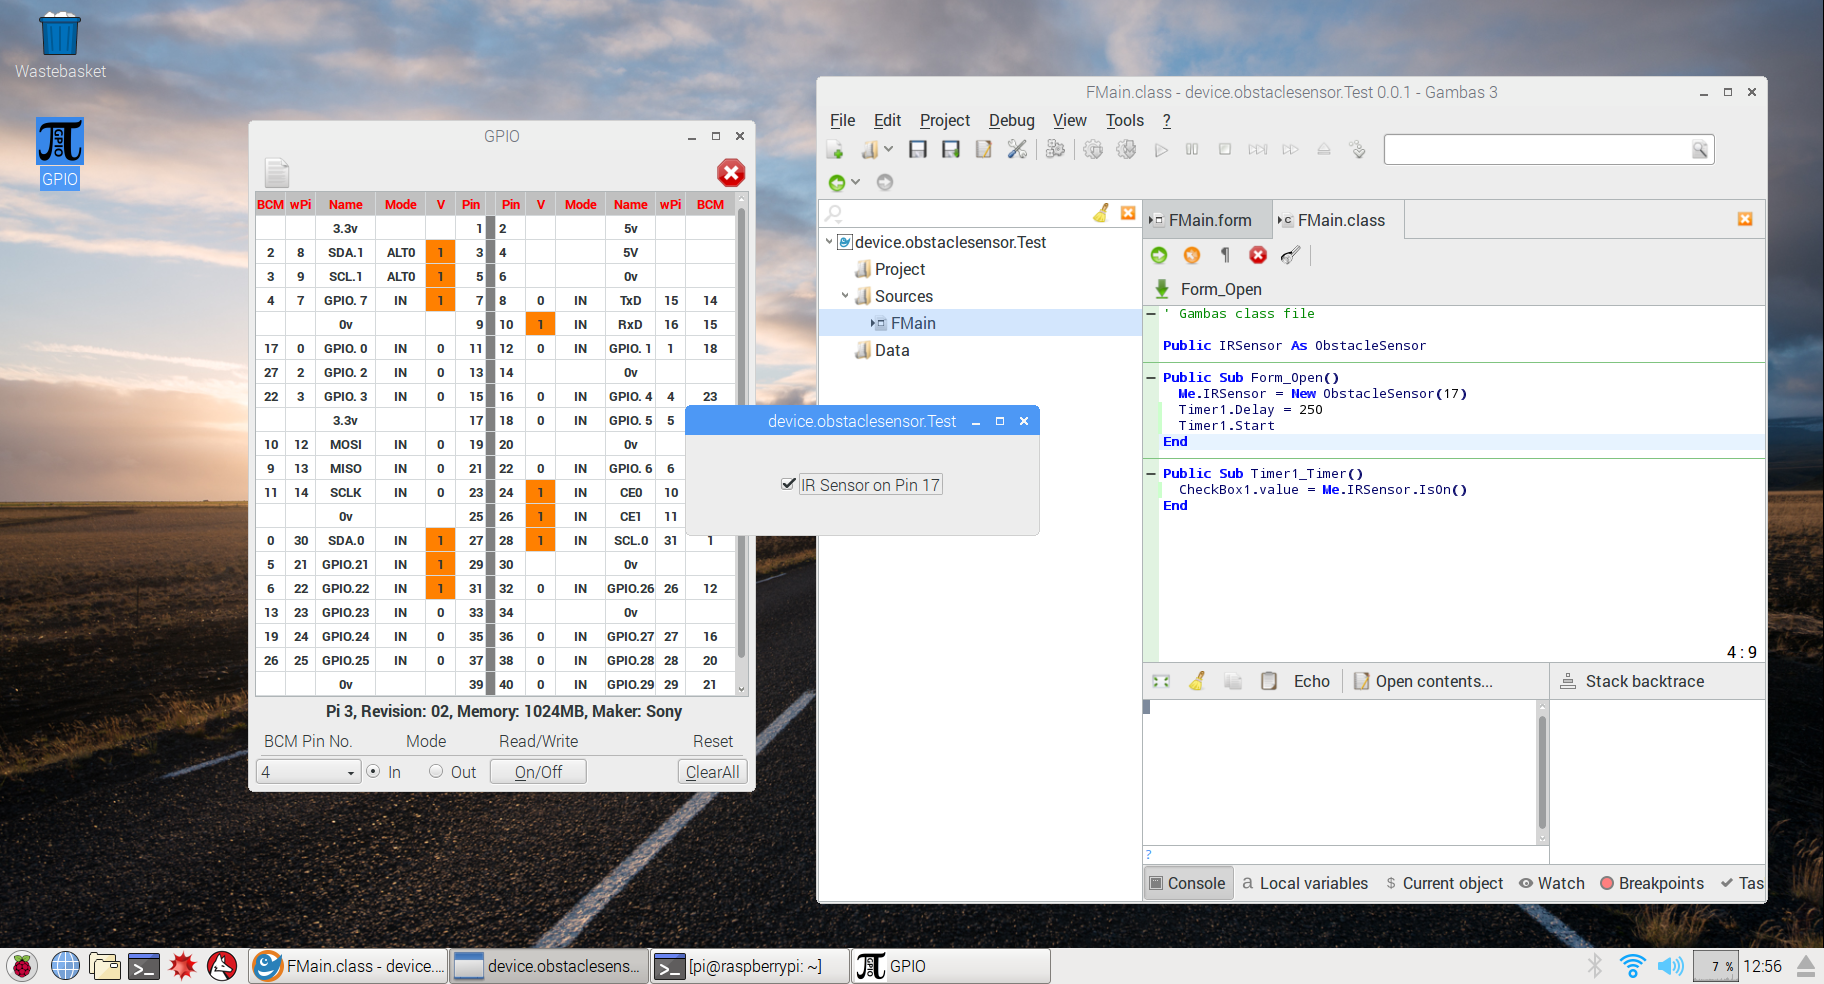 Wastebasket
GPIO
GPIO
BCM wPi Name Mode V Pin Pin V Mode Name wPi BCM
3.3v 1 2 5v
2 8 SDA.1 ALT0 1 3 4 5V
3 9 SCL.1 ALT0 1 5 6 0v
4 7 GPIO. 7 IN 1 7 8 0 IN TxD 15 14
0v 9 10 1 IN RxD 16 15
17 0 GPIO. 0 IN 0 11 12 0 IN GPIO. 1 1 18
27 2 GPIO. 2 IN 0 13 14 0v
22 3 GPIO. 3 IN 0 15 16 0 IN GPIO. 4 4 23
3.3v 17 18 0 IN GPIO. 5 5
10 12 MOSI IN 0 19 20 0v
9 13 MISO IN 0 21 22 0 IN GPIO. 6 6
11 14 SCLK IN 0 23 24 1 IN CE0 10
0v 25 26 1 IN CE1 11
0 30 SDA.0 IN 1 27 28 1 IN SCL.0 31 1
5 21 GPIO.21 IN 1 29 30 0v
6 22 GPIO.22 IN 1 31 32 0 IN GPIO.26 26 12
13 23 GPIO.23 IN 0 33 34 0v
19 24 GPIO.24 IN 0 35 36 0 IN GPIO.27 27 16
26 25 GPIO.25 IN 0 37 38 0 IN GPIO.28 28 20
0v 39 40 0 IN GPIO.29 29 21
Pi 3, Revision: 02, Memory: 1024MB, Maker: Sony
BCM Pin No. Mode Read/Write Reset
4 In Out On/Off ClearAll
device.obstaclesensor.Test
IR Sensor on Pin 17
FMain.class - device.obstaclesensor.Test 0.0.1 - Gambas 3
File Edit Project Debug View Tools ?
device.obstaclesensor.Test
Project
Sources
FMain
Data
FMain.form FMain.class
Form_Open
' Gambas class file
Public IRSensor As ObstacleSensor
Public Sub Form_Open()
Me.IRSensor = New ObstacleSensor(17)
Timer1.Delay = 250
Timer1.Start
End
Public Sub Timer1_Timer()
CheckBox1.value = Me.IRSensor.IsOn()
End
4 : 9
Echo Open contents... Stack backtrace
?
Console a Local variables $ Current object Watch Breakpoints Tas
FMain.class - device.... device.obstaclesens... [pi@raspberrypi: ~] GPIO 7 % 12:56